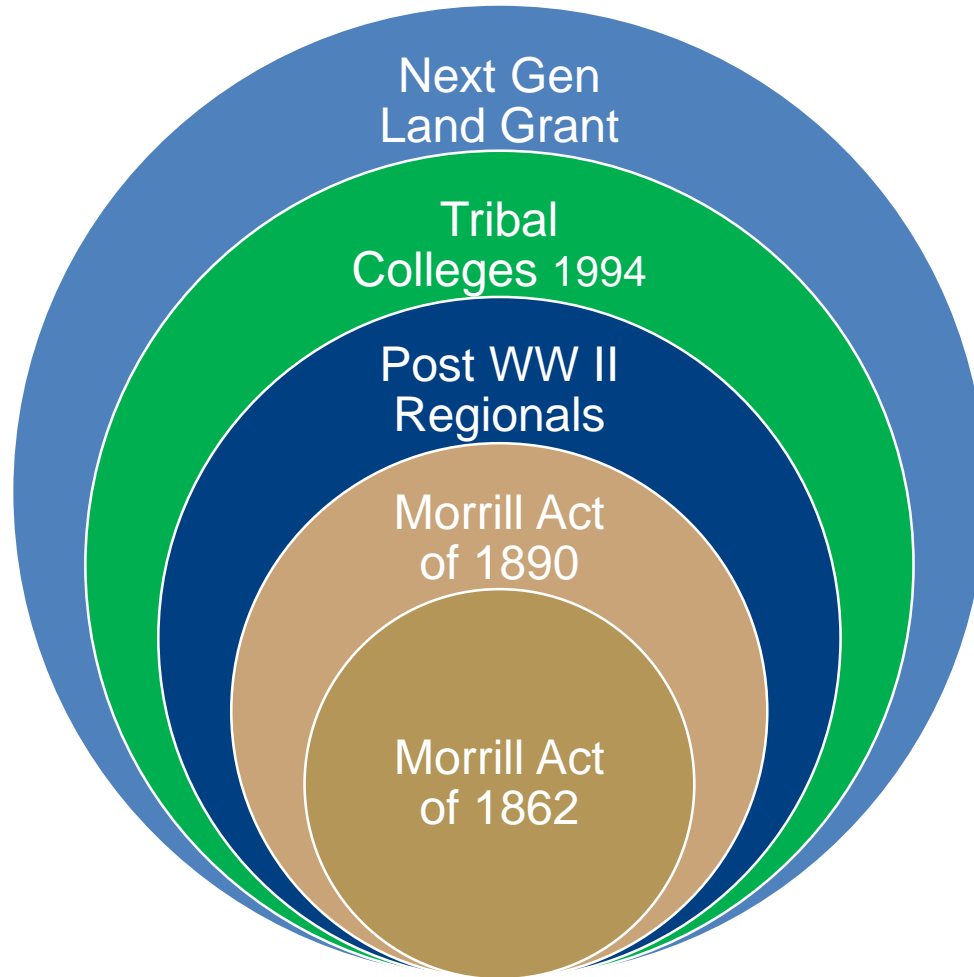 Next Gen
Land Grant
Tribal
Colleges 1994
Post WW II
Regionals
Morrill Act
of 1890
Morrill Act
of 1862